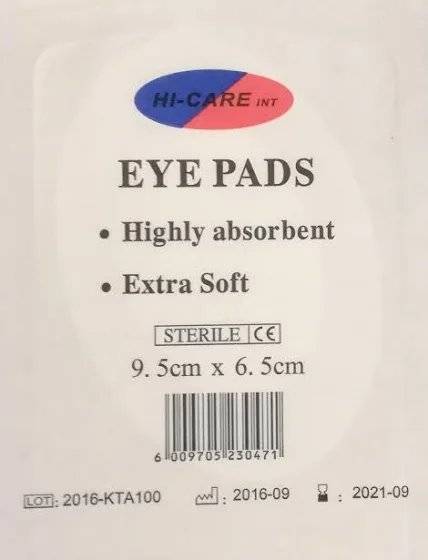 HI-CARE INT
EYE PADS
• Highly absorbent
• Extra Soft
STERILE CE
9.5cm x 6.5cm
6 009705 230471
LOT: 2016-KTA100 : 2016-09 : 2021-09